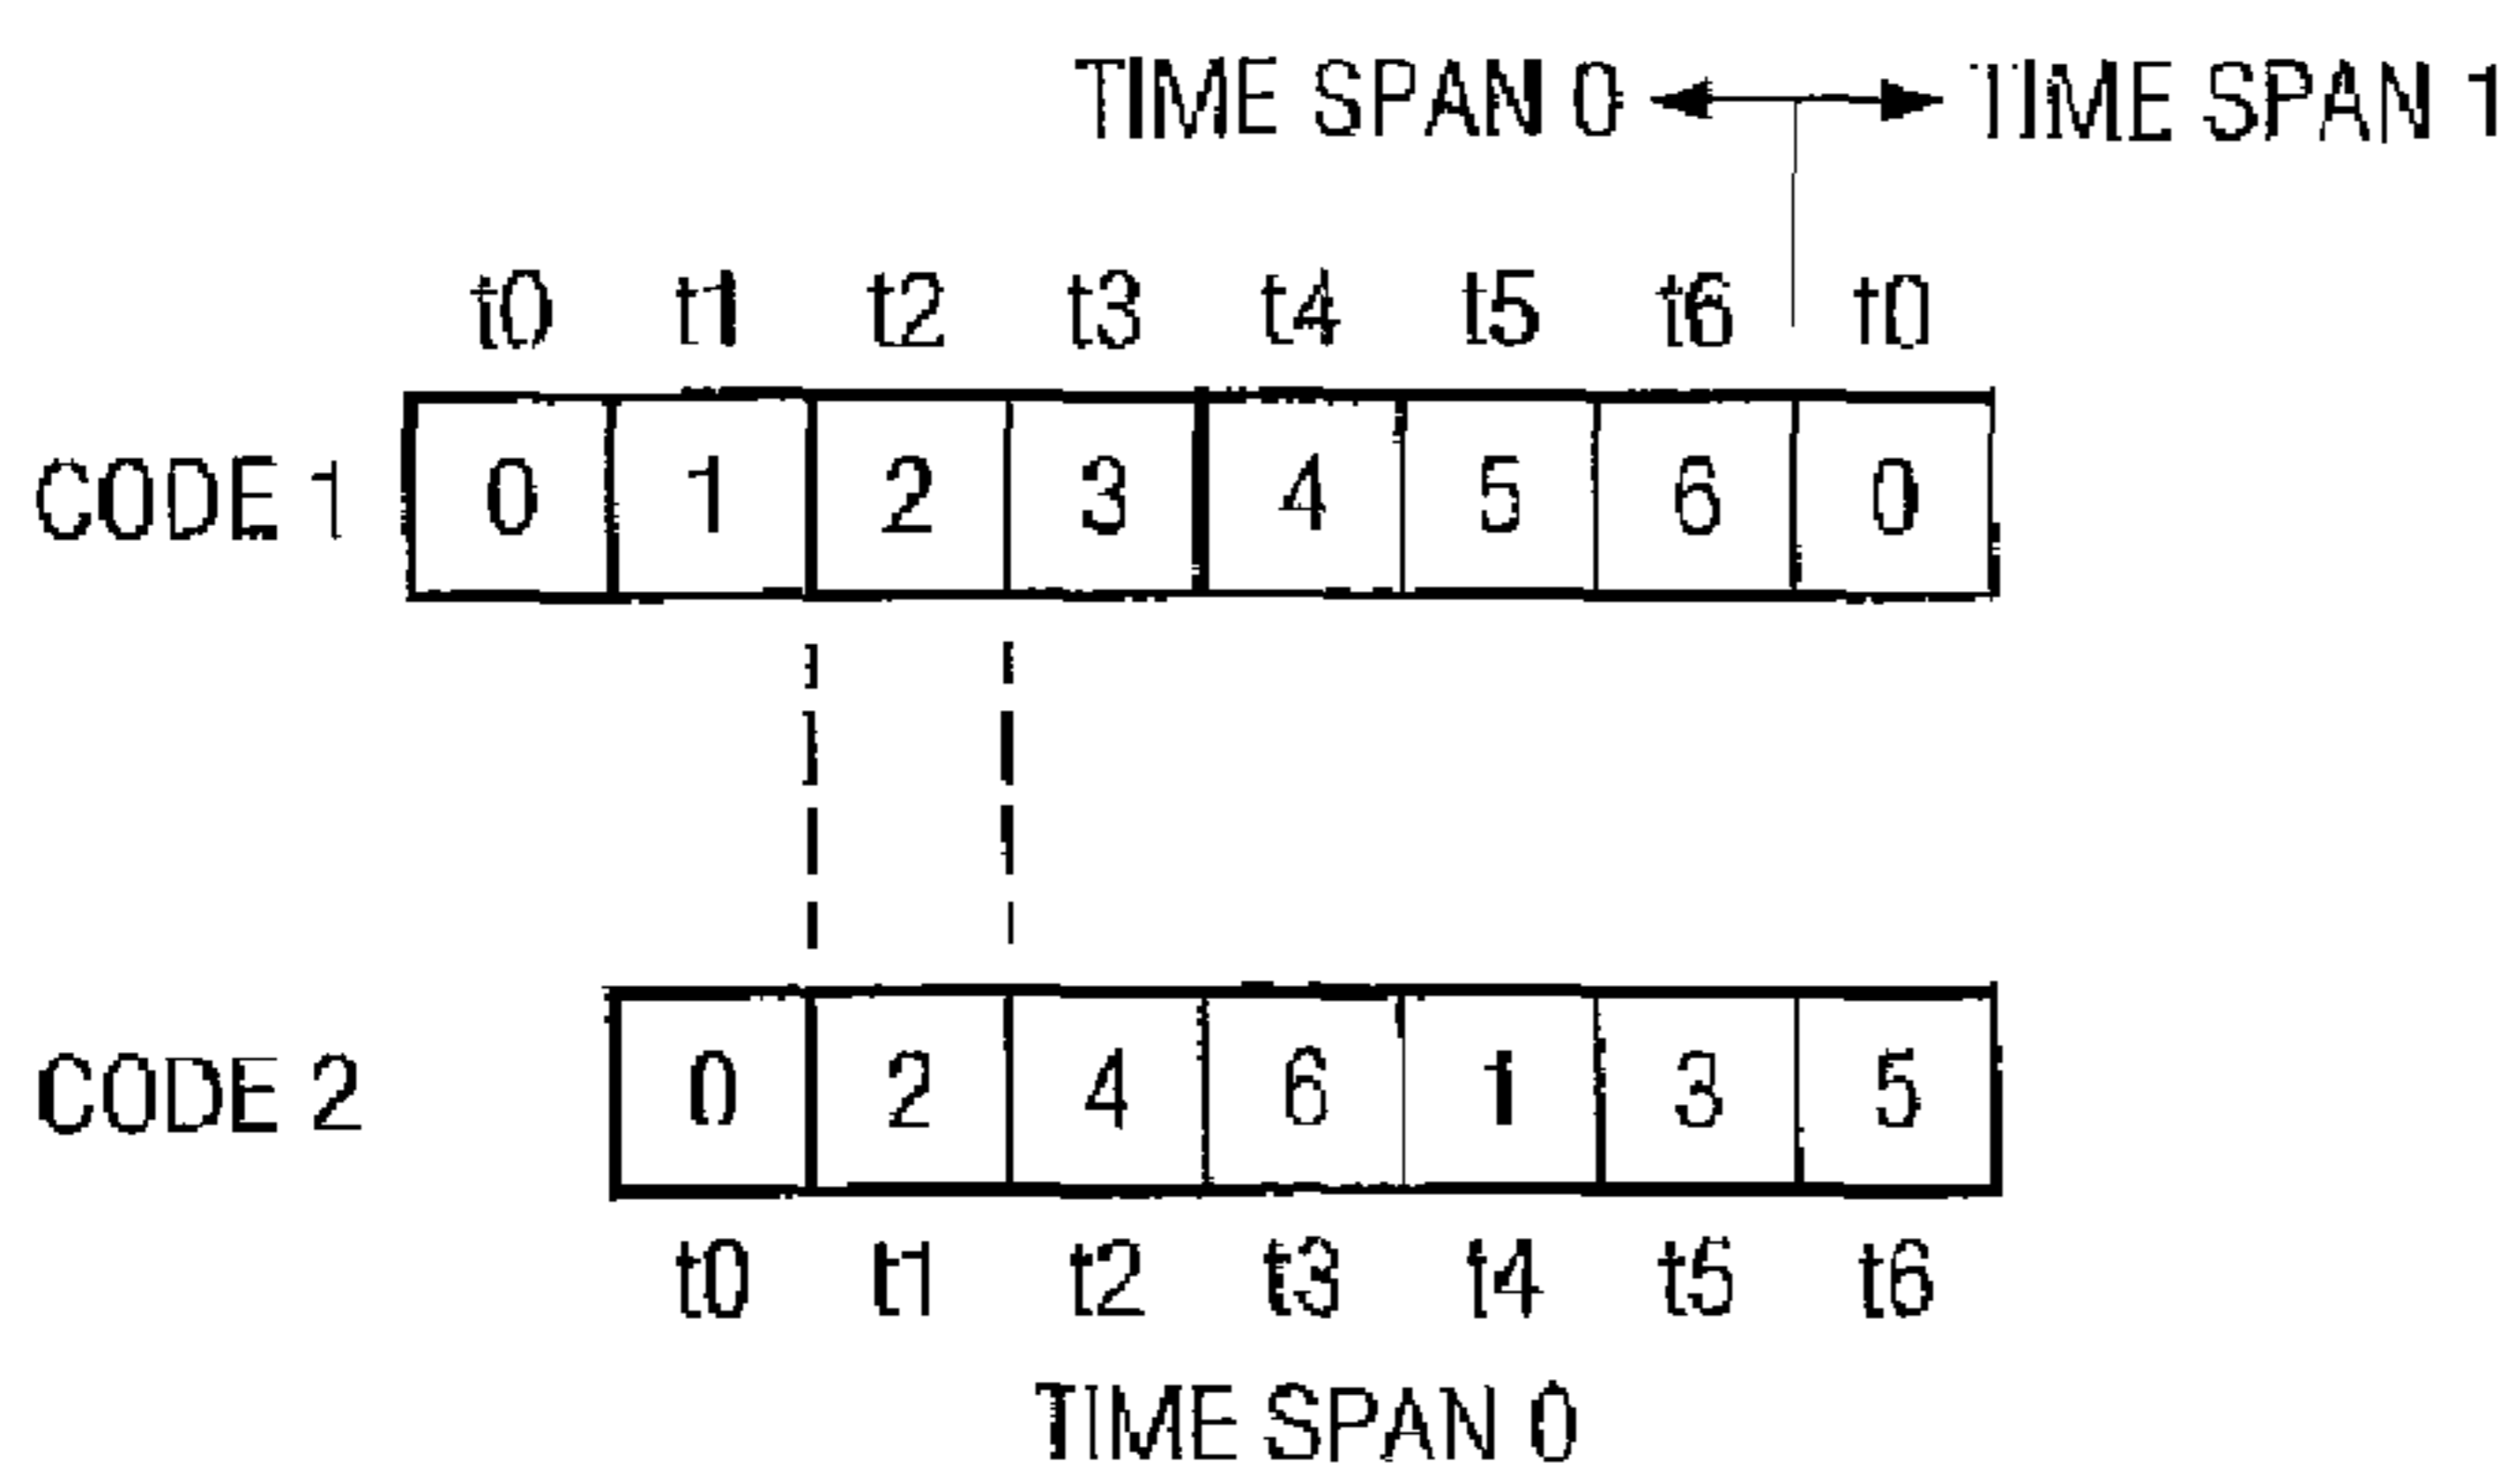 TIME SPAN 0 TIME SPAN 1
t0 t1 t2 t3 t4 t5 t6 t0
CODE 1 0 1 2 3 4 5 6 0
CODE 2 0 2 4 6 1 3 5
t0 t1 t2 t3 t4 t5 t6
TIME SPAN 0